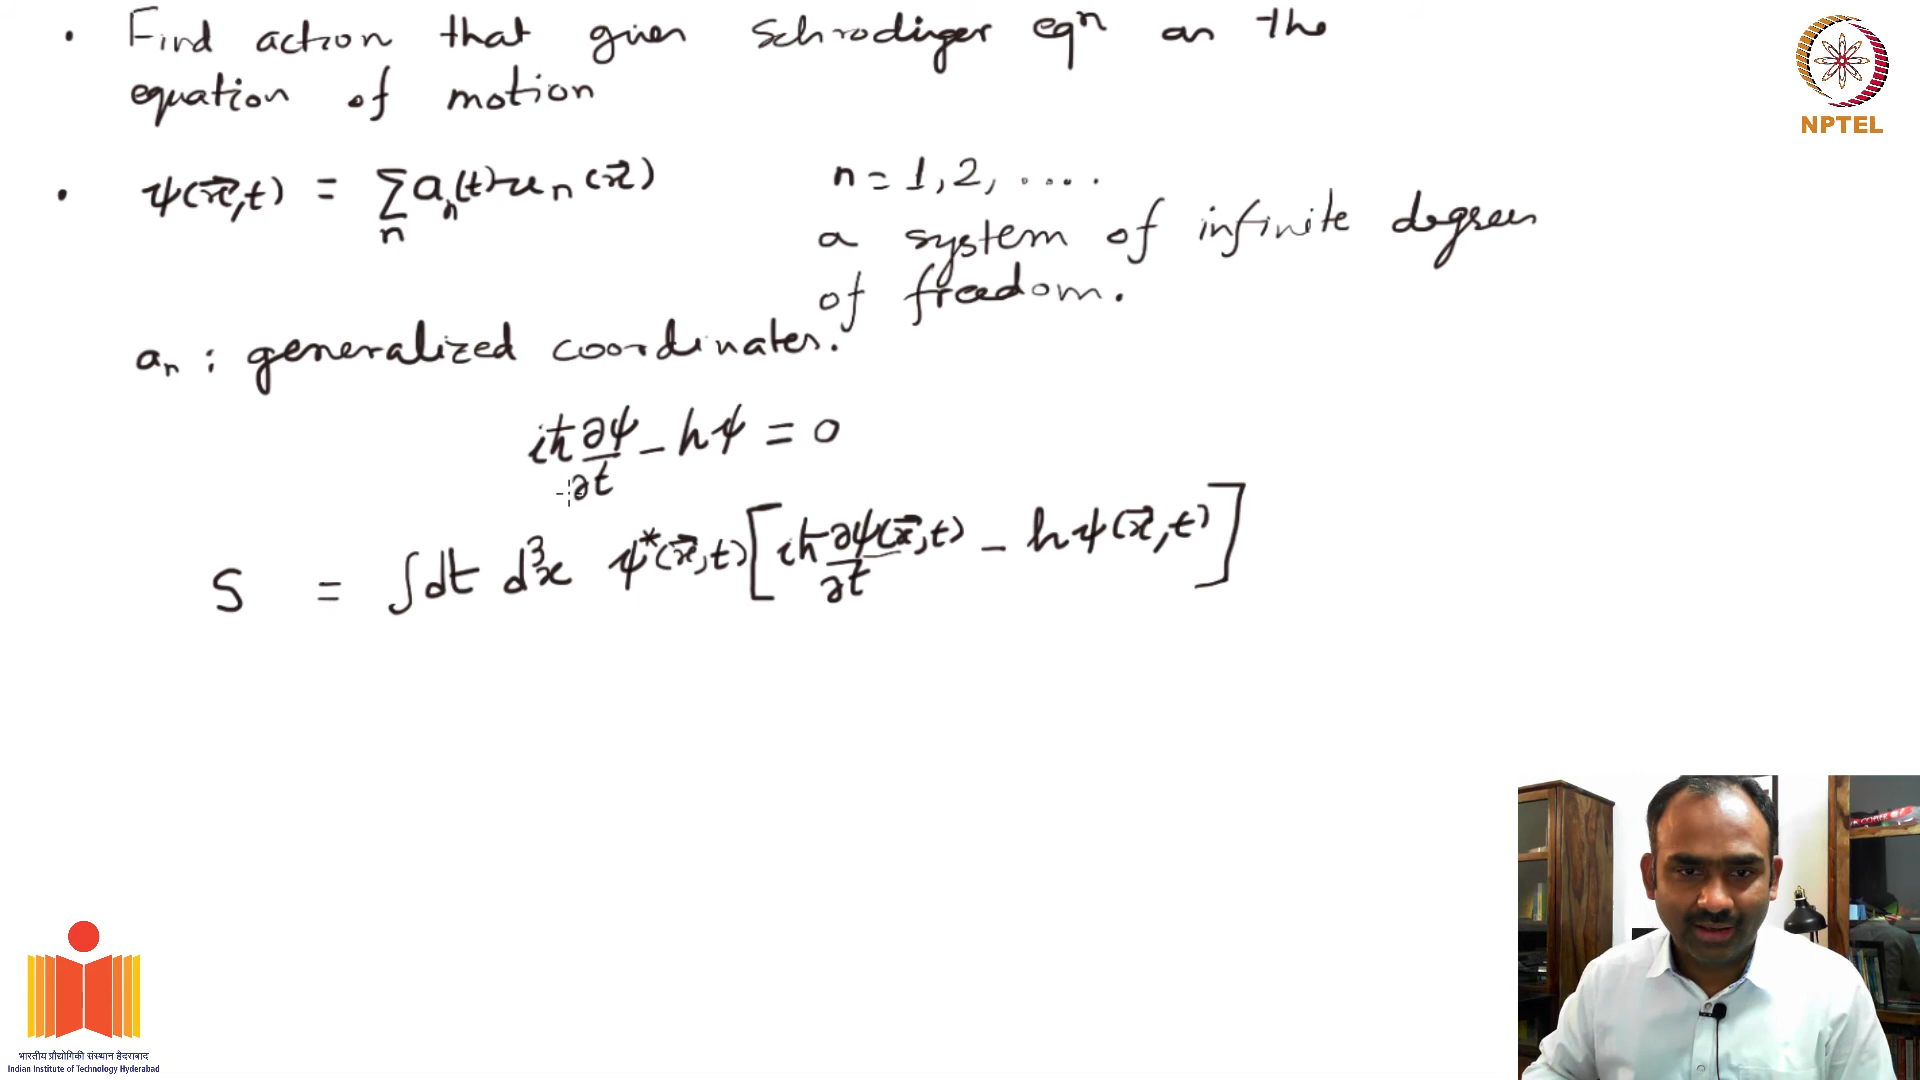 • Find action that gives Schrodinger eqⁿ as the
equation of motion
• ψ(x⃗,t) = ∑ₙ aₙ(t) uₙ(x⃗)
n = 1,2, ....
a system of infinite degrees
of freedom.
aₙ : generalized coordinates.
iħ ∂ψ/∂t - hψ = 0
S = ∫dt d³x ψ*(x⃗,t) [iħ ∂ψ(x⃗,t)/∂t - hψ(x⃗,t)]
NPTEL
भारतीय प्रौद्योगिकी संस्थान हैदराबाद
Indian Institute of Technology Hyderabad